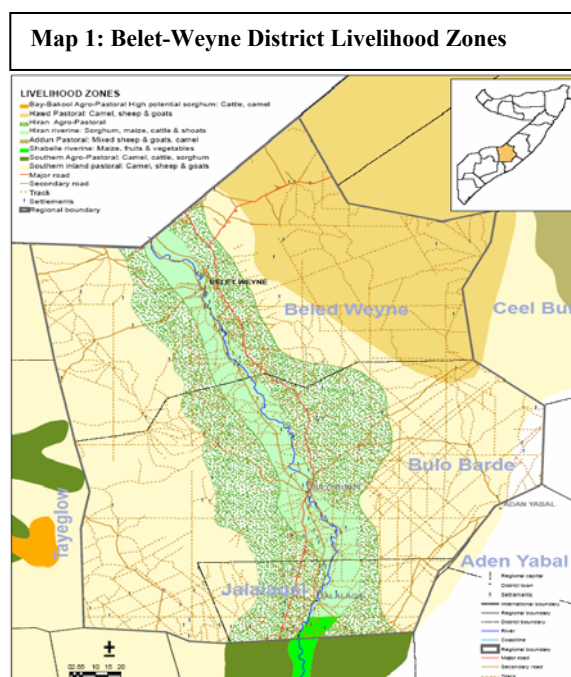 Map 1: Belet-Weyne District Livelihood Zones
LIVELIHOOD ZONES
Bay-Bakool Agro-Pastoral High potential sorghum: Cattle, camel
Hawd Pastoral: Camel, sheep & goats
Hiran Agro-Pastoral
Hiran riverine: Sorghum, maize, cattle & shoats
Addun Pastoral: Mixed sheep & goats, camel
Shabelle riverine: Maize, fruits & vegetables
Southern Agro-Pastoral: Camel, cattle, sorghum
Southern inland pastoral: Camel, sheep & goats
Major road
Secondary road
Track
Settlements
Regional boundary
BELET WEYNE
Beled Weyne
Ceel Bur
Bulo Barde
ADAN YABAL
Tayeglow
Aden Yabal
Jalalaqsi
JALALAQSI
Regional capital
District town
Settlements
International boundary
Regional boundary
District boundary
River
Coastline
Regional boundary
Major road
Secondary road
Track